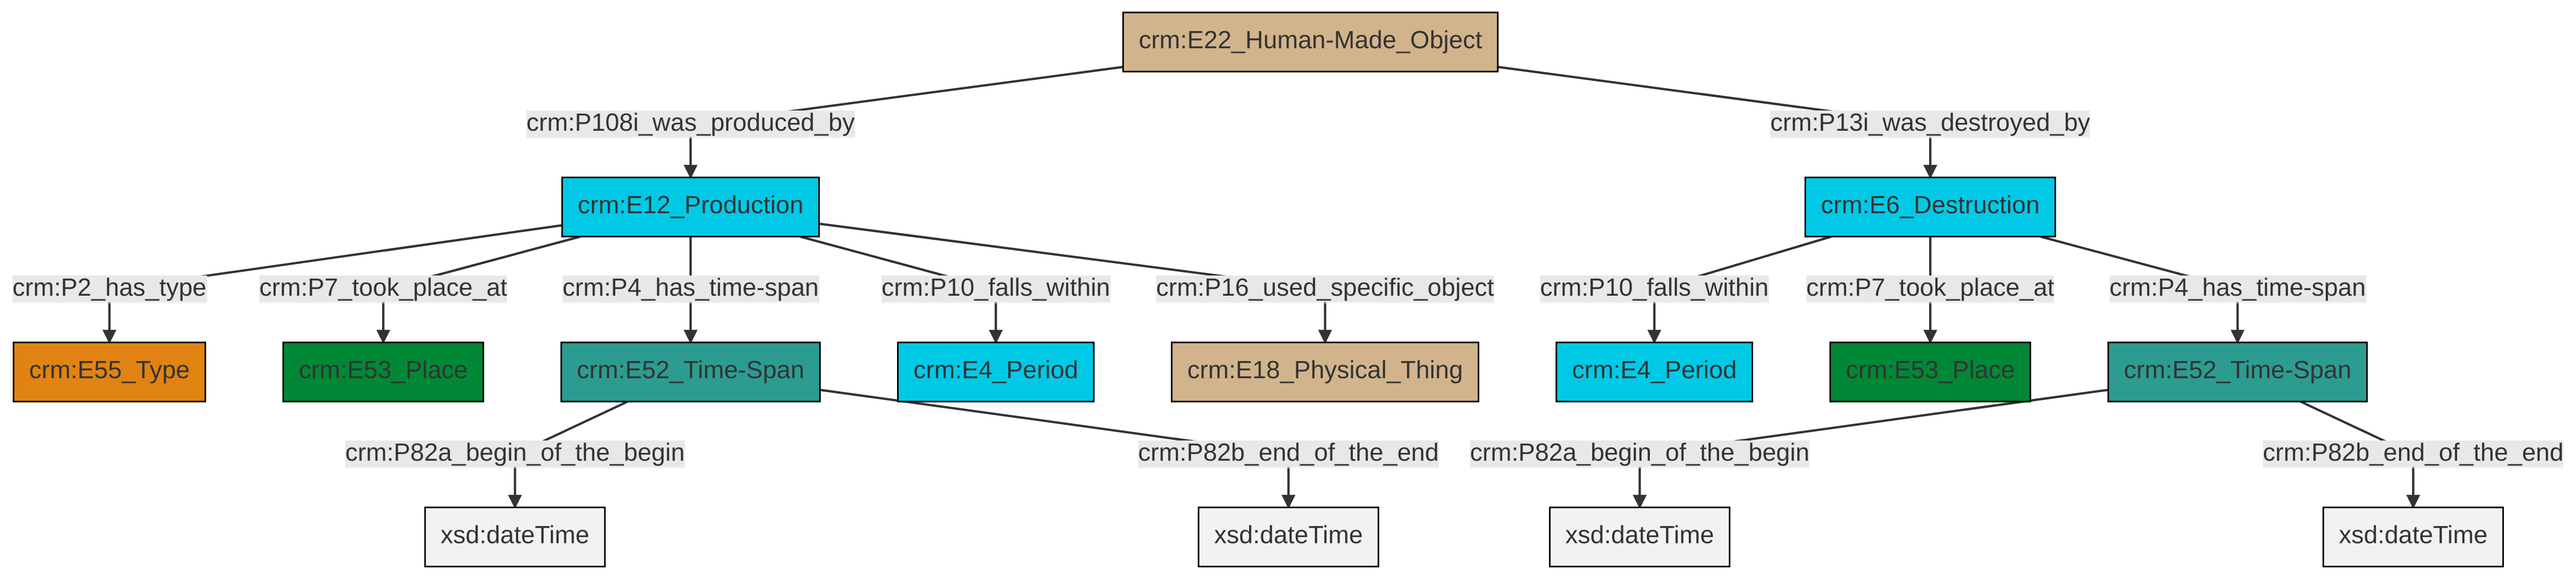 crm:E22_Human-Made_Object
crm:P108i_was_produced_by
crm:P13i_was_destroyed_by
crm:E12_Production
crm:E6_Destruction
crm:P2_has_type
crm:P7_took_place_at
crm:P4_has_time-span
crm:P10_falls_within
crm:P16_used_specific_object
crm:P10_falls_within
crm:P7_took_place_at
crm:P4_has_time-span
crm:E55_Type
crm:E53_Place
crm:E52_Time-Span
crm:E4_Period
crm:E18_Physical_Thing
crm:E4_Period
crm:E53_Place
crm:E52_Time-Span
crm:P82a_begin_of_the_begin
crm:P82b_end_of_the_end
crm:P82a_begin_of_the_begin
crm:P82b_end_of_the_end
xsd:dateTime
xsd:dateTime
xsd:dateTime
xsd:dateTime